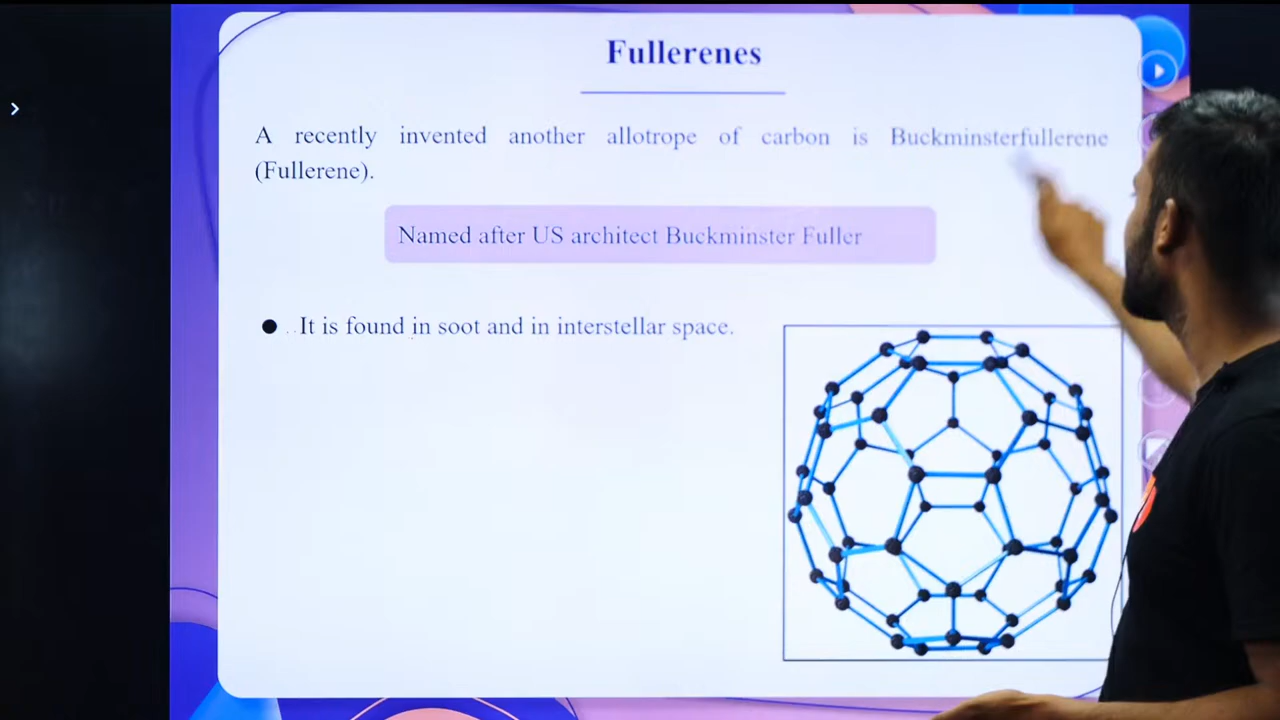 Fullerenes
A recently invented another allotrope of carbon is Buckminsterfullerene
(Fullerene).
Named after US architect Buckminster Fuller
It is found in soot and in interstellar space.